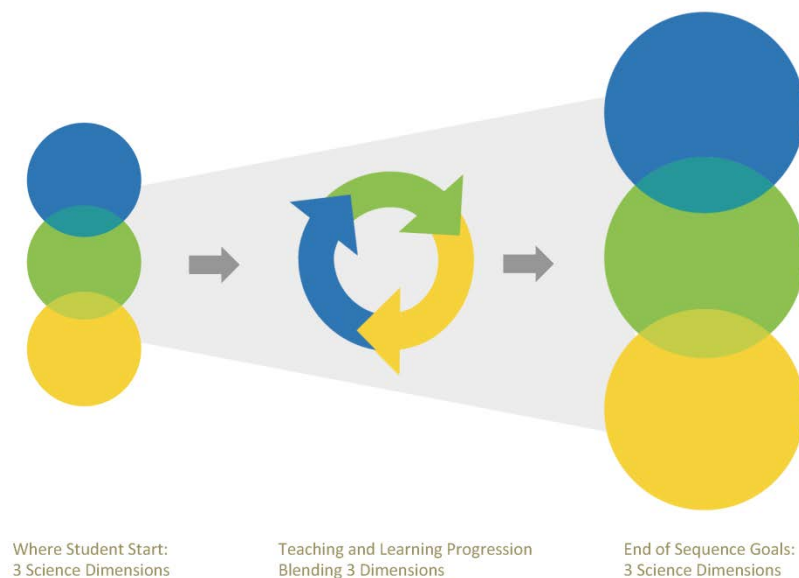 Where Student Start:
3 Science Dimensions
Teaching and Learning Progression
Blending 3 Dimensions
End of Sequence Goals:
3 Science Dimensions